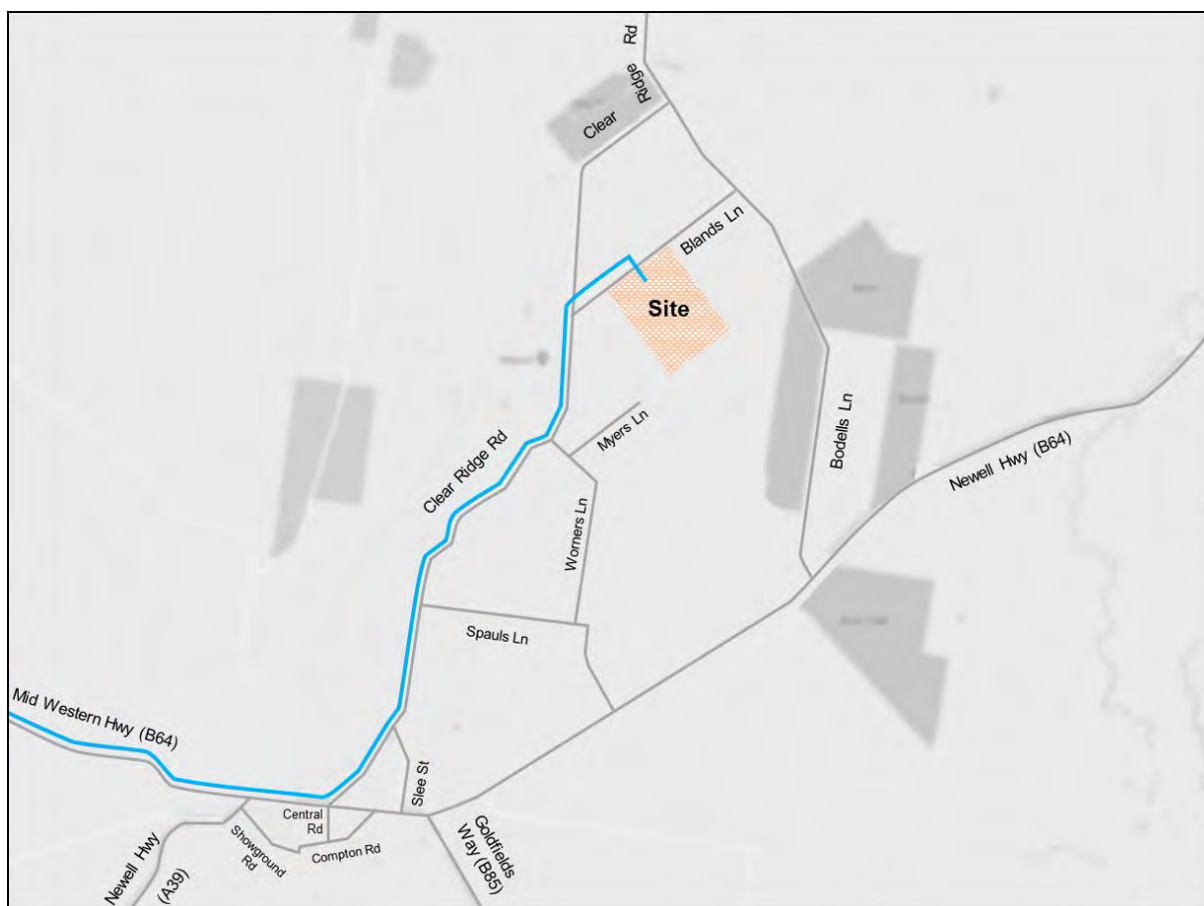 Rd
Ridge
Clear
Blands Ln
Site
Myers Ln
Clear Ridge Rd
Bodells Ln
Newell Hwy (B64)
Worners Ln
Spauls Ln
Mid Western Hwy (B64)
Slee St
Central
Rd
Goldfields
Way (B85)
Showground
Rd
Compton Rd
Newell Hwy
(A39)